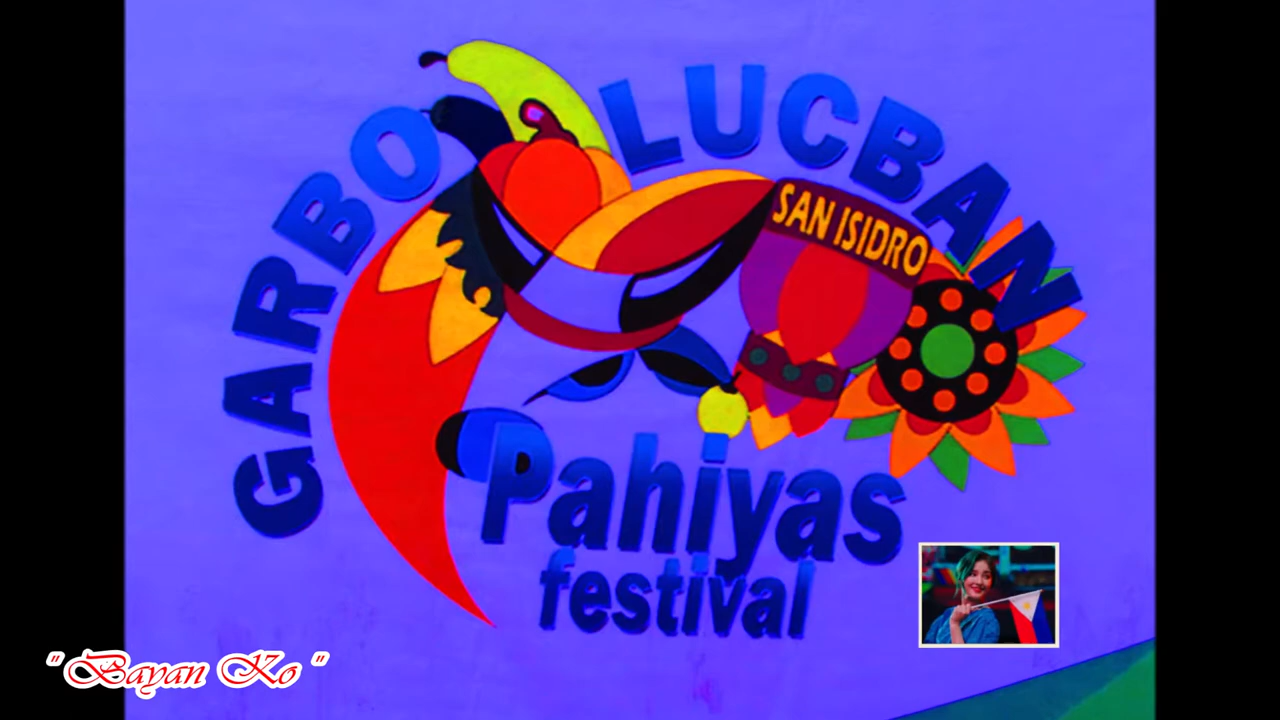 GARBO LUCBAN
SAN ISIDRO
Pahiyas
festival
" Bayan Ko "